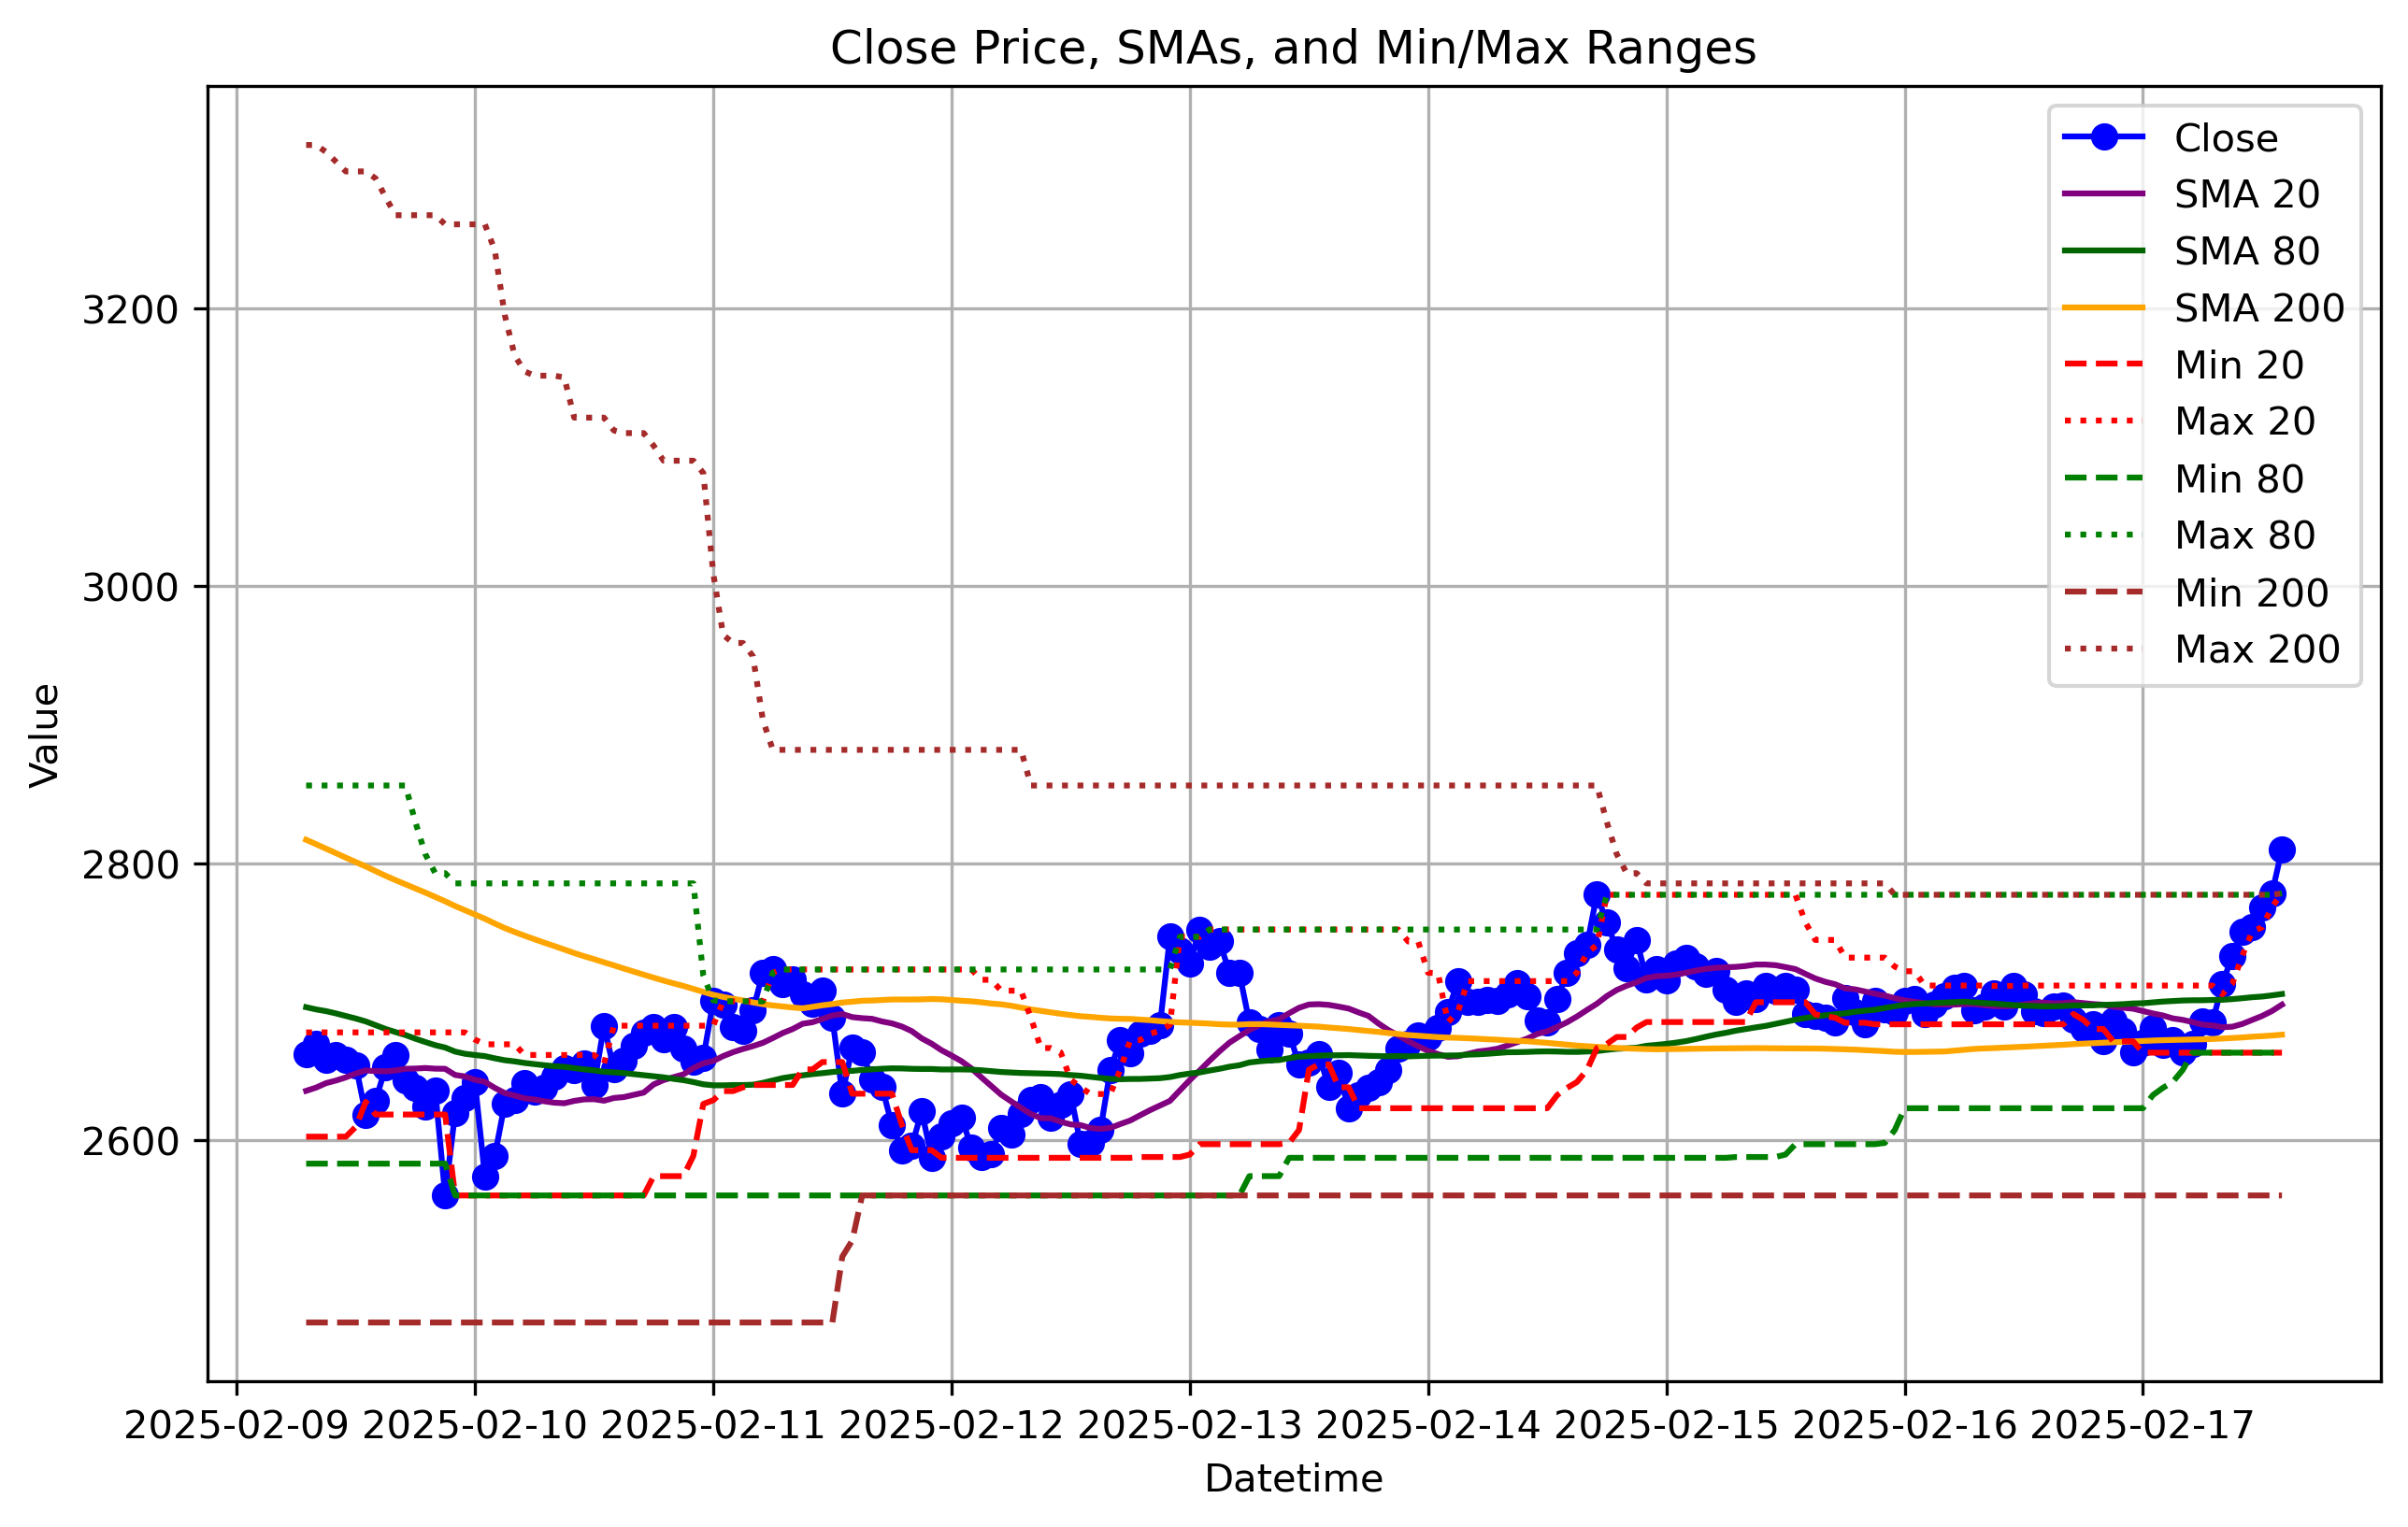 Close Price, SMAs, and Min/Max Ranges
Close
SMA 20
SMA 80
SMA 200
Min 20
Max 20
Min 80
Max 80
Min 200
Max 200
3200
3000
2800
2600
Value
2025-02-09 2025-02-10 2025-02-11 2025-02-12 2025-02-13 2025-02-14 2025-02-15 2025-02-16 2025-02-17
Datetime